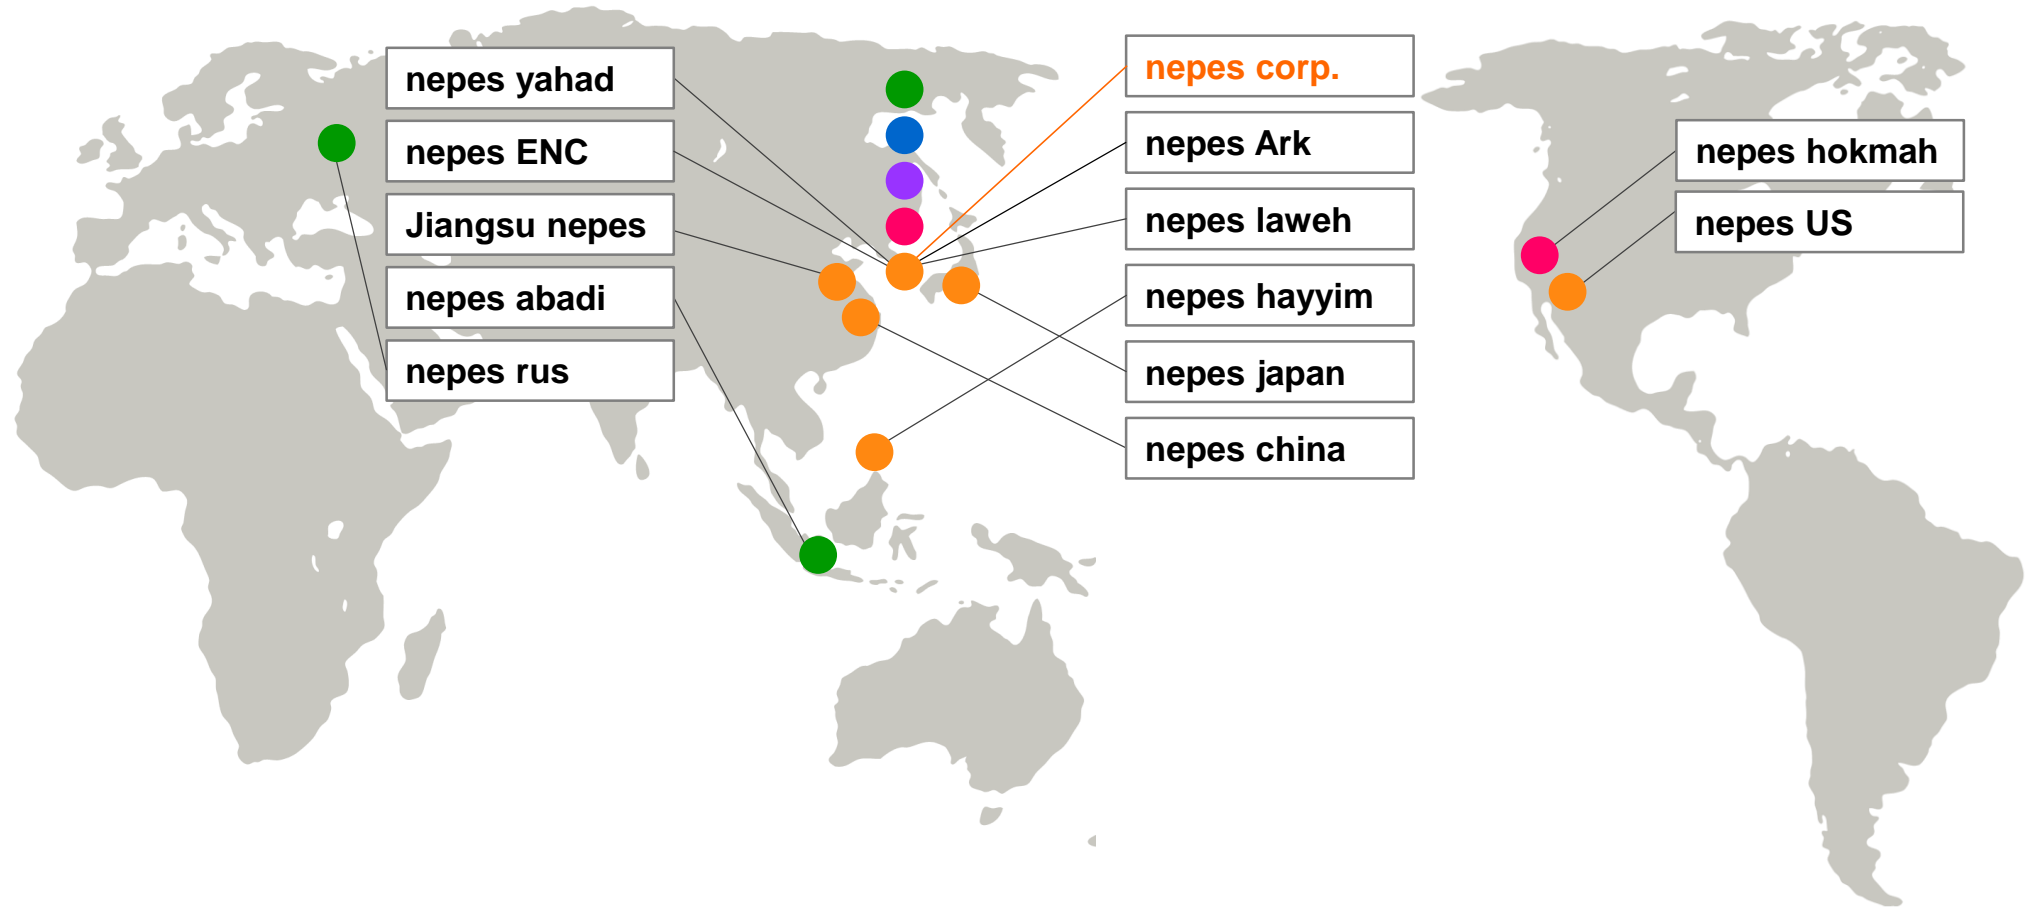 nepes yahad
nepes ENC
Jiangsu nepes
nepes abadi
nepes rus
nepes corp.
nepes Ark
nepes laweh
nepes hayyim
nepes japan
nepes china
nepes hokmah
nepes US